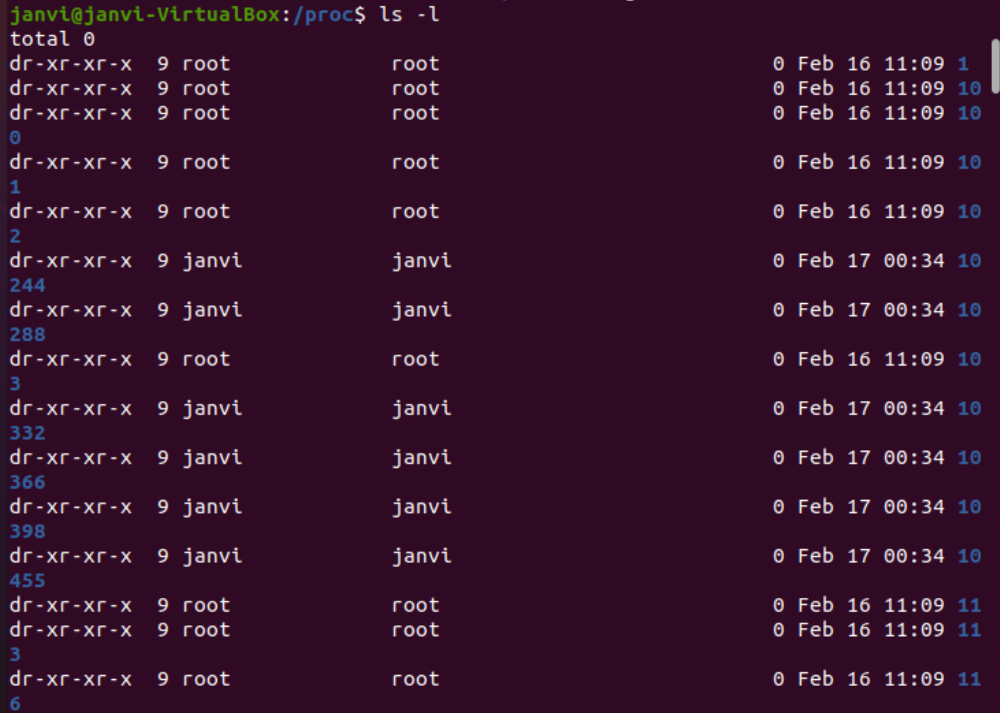 janvi@janvi-VirtualBox:/proc$ ls -l
total 0
dr-xr-xr-x  9 root             root                           0 Feb 16 11:09 1
dr-xr-xr-x  9 root             root                           0 Feb 16 11:09 10
dr-xr-xr-x  9 root             root                           0 Feb 16 11:09 10
0
dr-xr-xr-x  9 root             root                           0 Feb 16 11:09 10
1
dr-xr-xr-x  9 root             root                           0 Feb 16 11:09 10
2
dr-xr-xr-x  9 janvi            janvi                          0 Feb 17 00:34 10
244
dr-xr-xr-x  9 janvi            janvi                          0 Feb 17 00:34 10
288
dr-xr-xr-x  9 root             root                           0 Feb 16 11:09 10
3
dr-xr-xr-x  9 janvi            janvi                          0 Feb 17 00:34 10
332
dr-xr-xr-x  9 janvi            janvi                          0 Feb 17 00:34 10
366
dr-xr-xr-x  9 janvi            janvi                          0 Feb 17 00:34 10
398
dr-xr-xr-x  9 janvi            janvi                          0 Feb 17 00:34 10
455
dr-xr-xr-x  9 root             root                           0 Feb 16 11:09 11
dr-xr-xr-x  9 root             root                           0 Feb 16 11:09 11
3
dr-xr-xr-x  9 root             root                           0 Feb 16 11:09 11
6